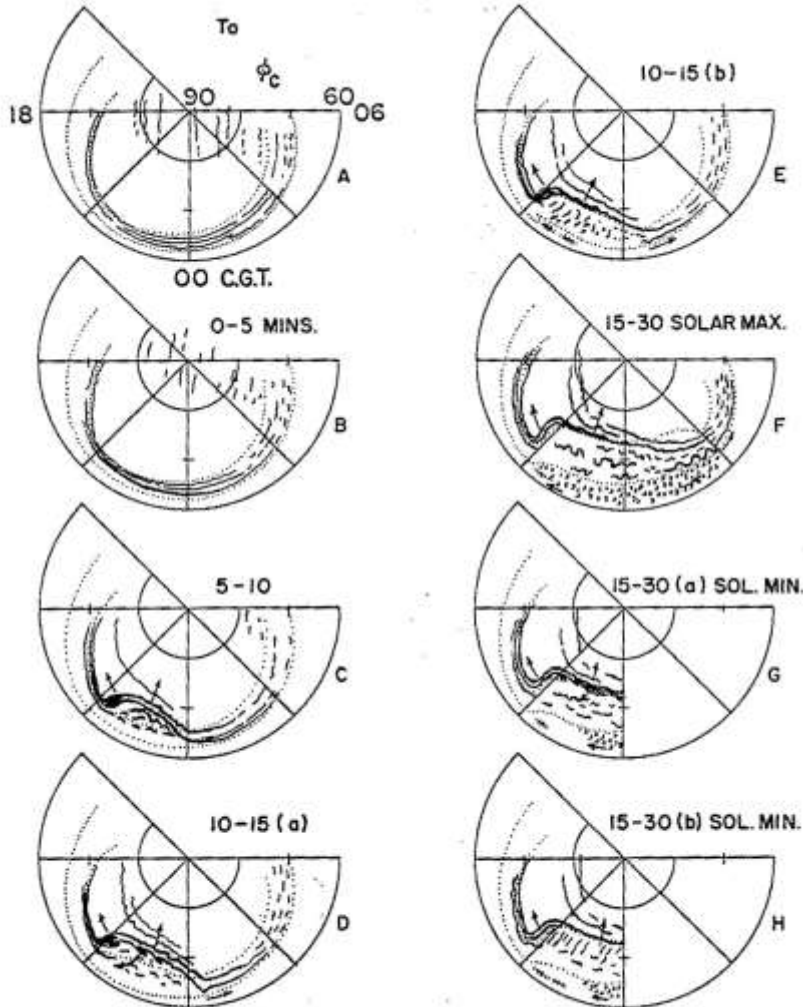 To
ϕc
18
90
60
06
A
00 C.G.T.
0-5 MINS.
B
5-10
C
10-15 (a)
D
10-15 (b)
E
15-30 SOLAR MAX.
F
15-30 (a) SOL. MIN.
G
15-30 (b) SOL. MIN.
H